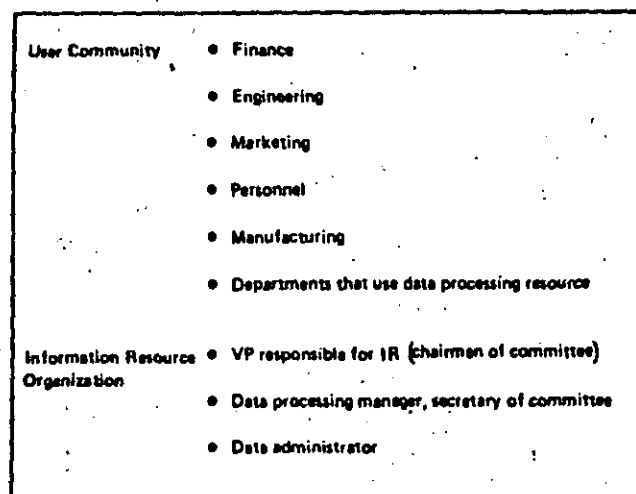 User Community • Finance
• Engineering
• Marketing
• Personnel
• Manufacturing
• Departments that use data processing resource
Information Resource • VP responsible for IR (chairman of committee)
Organization
• Data processing manager, secretary of committee
• Data administrator